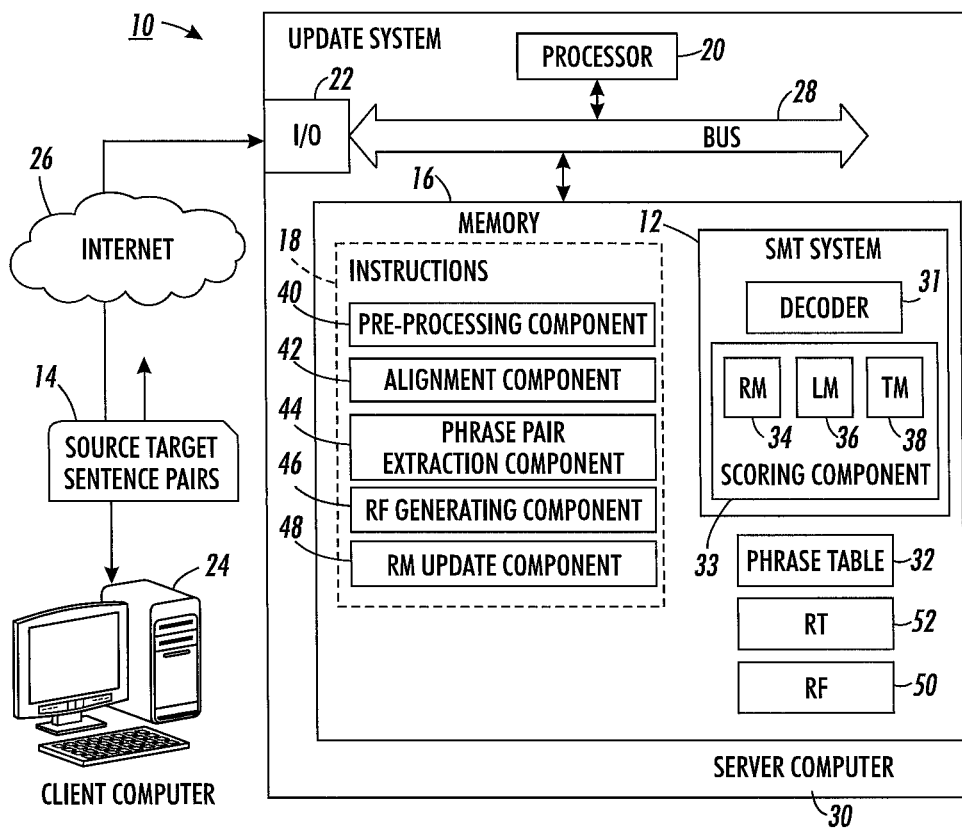 10
UPDATE SYSTEM
PROCESSOR
20
22
I/O
28
BUS
26
INTERNET
16
MEMORY
18
INSTRUCTIONS
40
PRE-PROCESSING COMPONENT
42
ALIGNMENT COMPONENT
44
PHRASE PAIR
EXTRACTION COMPONENT
46
RF GENERATING COMPONENT
48
RM UPDATE COMPONENT
12
SMT SYSTEM
DECODER
31
RM
LM
TM
34
36
38
SCORING COMPONENT
33
PHRASE TABLE
32
RT
52
RF
50
14
SOURCE TARGET
SENTENCE PAIRS
24
CLIENT COMPUTER
SERVER COMPUTER
30